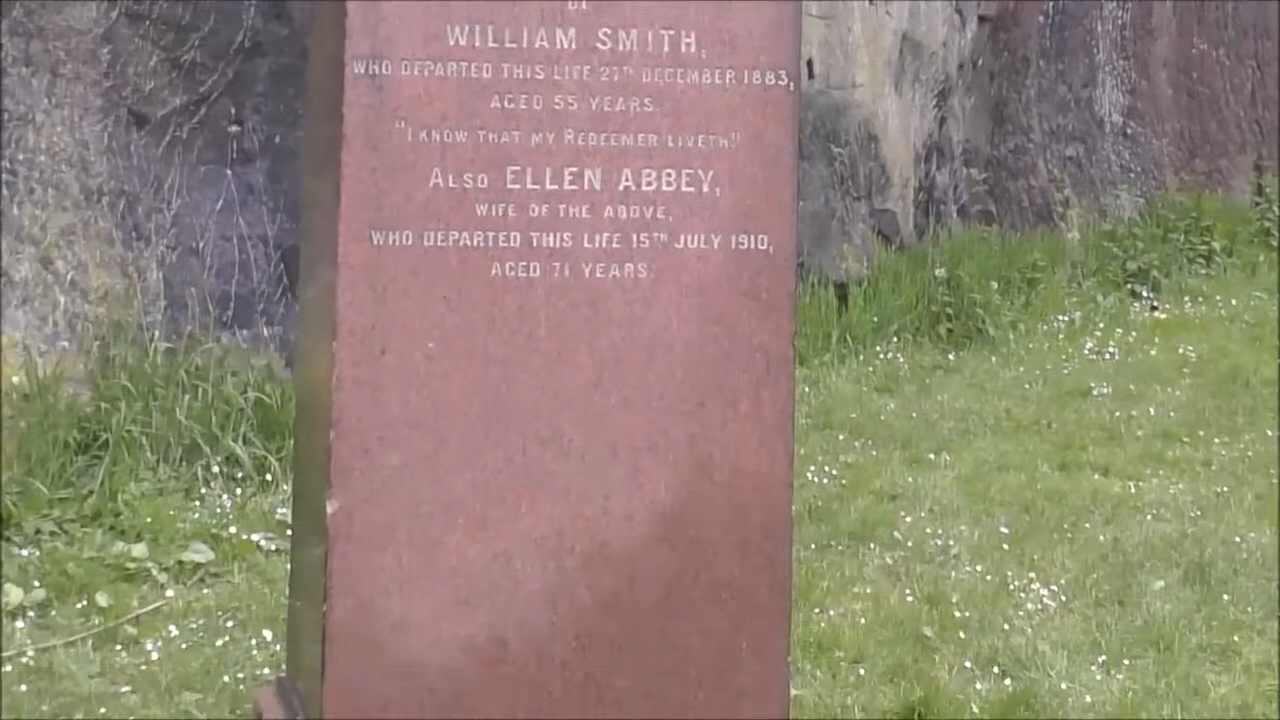 OF
WILLIAM SMITH,
WHO DEPARTED THIS LIFE 27TH DECEMBER 1883,
AGED 55 YEARS.
"I KNOW THAT MY REDEEMER LIVETH"
ALSO ELLEN ABBEY,
WIFE OF THE ABOVE,
WHO DEPARTED THIS LIFE 15TH JULY 1910,
AGED 71 YEARS.